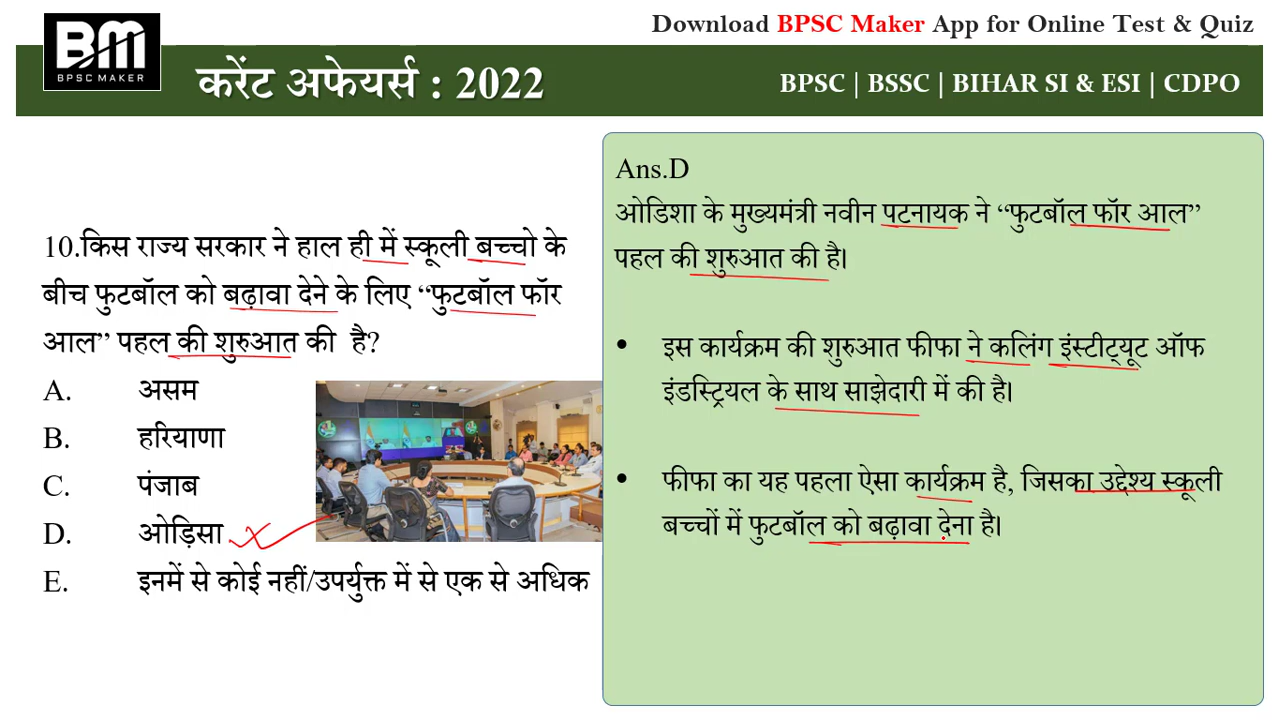 Download BPSC Maker App for Online Test & Quiz
BM
BPSC MAKER
करेंट अफेयर्स : 2022
BPSC | BSSC | BIHAR SI & ESI | CDPO
10.किस राज्य सरकार ने हाल ही में स्कूली बच्चो के
बीच फुटबॉल को बढ़ावा देने के लिए “फुटबॉल फॉर
आल” पहल की शुरुआत की है?
A. असम
B. हरियाणा
C. पंजाब
D. ओड़िसा
E. इनमें से कोई नहीं/उपर्युक्त में से एक से अधिक
Ans.D
ओडिशा के मुख्यमंत्री नवीन पटनायक ने “फुटबॉल फॉर आल”
पहल की शुरुआत की है।
• इस कार्यक्रम की शुरुआत फीफा ने कलिंग इंस्टीट्यूट ऑफ
इंडस्ट्रियल के साथ साझेदारी में की है।
• फीफा का यह पहला ऐसा कार्यक्रम है, जिसका उद्देश्य स्कूली
बच्चों में फुटबॉल को बढ़ावा देना है।